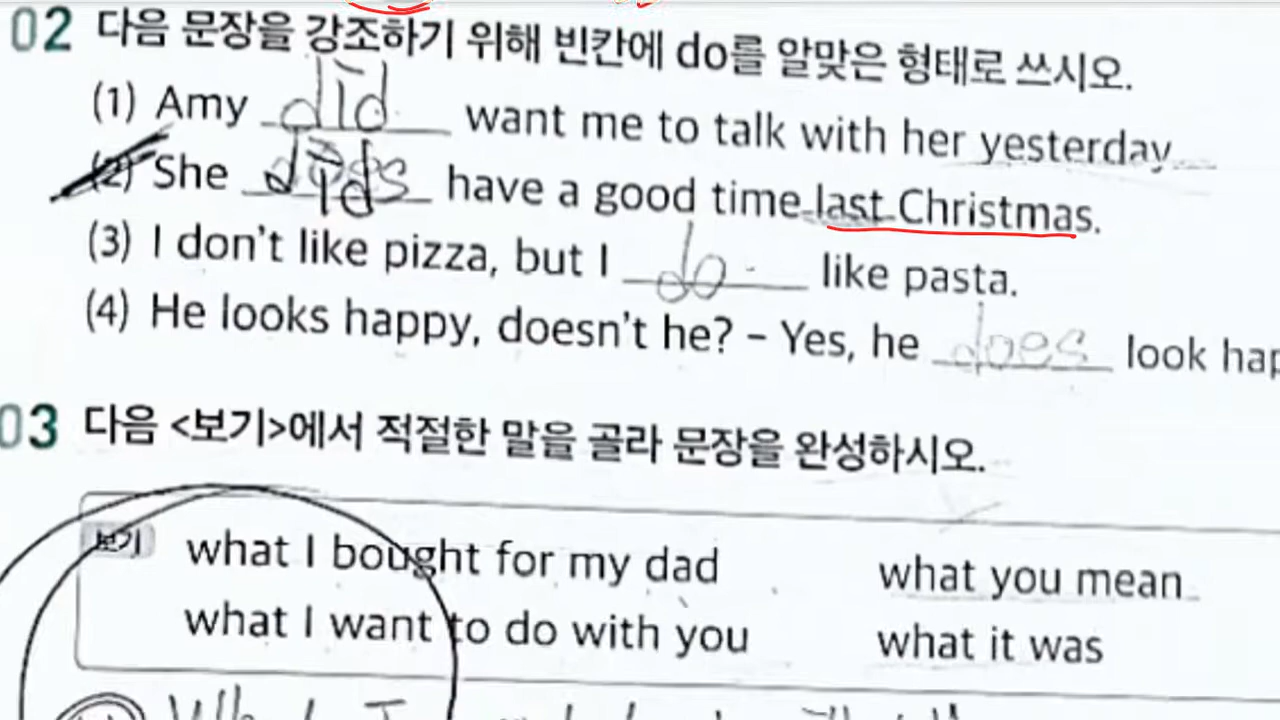 02 다음 문장을 강조하기 위해 빈칸에 do를 알맞은 형태로 쓰시오.
(1) Amy did want me to talk with her yesterday.
(2) She did have a good time last Christmas.
(3) I don't like pizza, but I do like pasta.
(4) He looks happy, doesn't he? – Yes, he does look hap
03 다음 <보기>에서 적절한 말을 골라 문장을 완성하시오.
보기 what I bought for my dad what you mean
what I want to do with you what it was